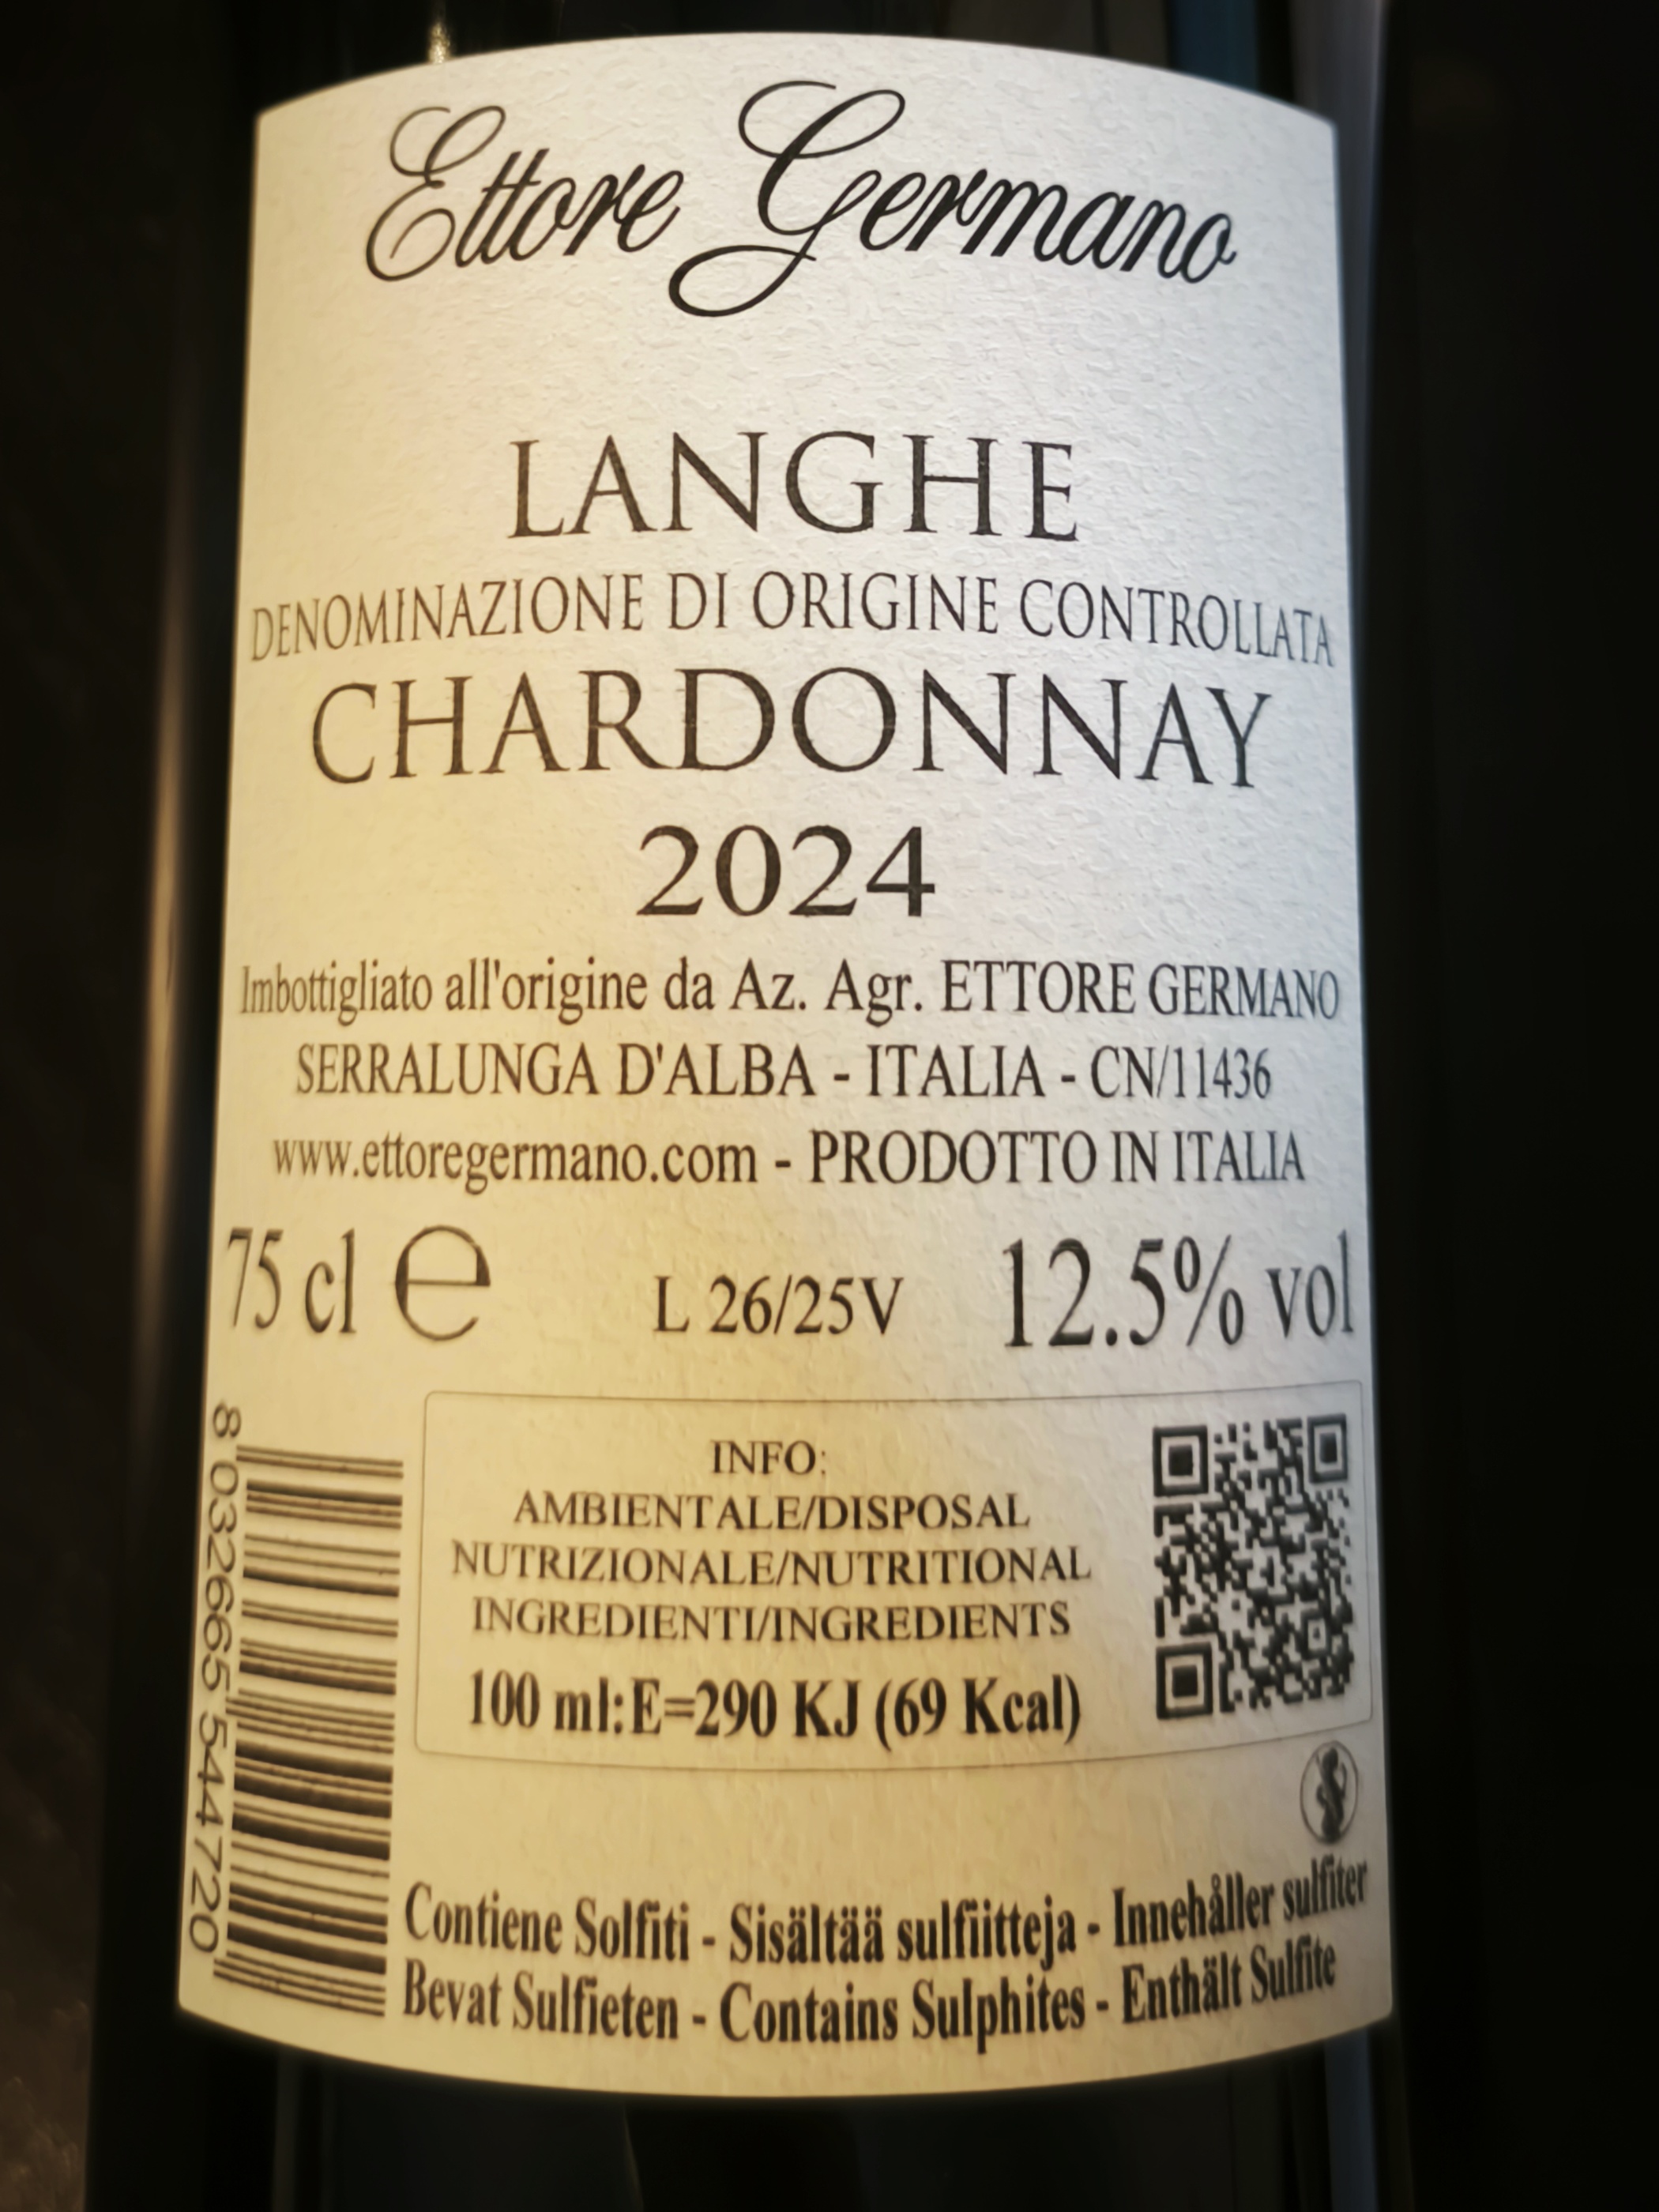 Ettore Germano
LANGHE
DENOMINAZIONE DI ORIGINE CONTROLLATA
CHARDONNAY
2024
Imbottigliato all'origine da Az. Agr. ETTORE GERMANO
SERRALUNGA D'ALBA - ITALIA - CN/11436
www.ettoregermano.com - PRODOTTO IN ITALIA
75 cl e L 26/25V 12.5% vol
8 032665 544720
INFO:
AMBIENTALE/DISPOSAL
NUTRIZIONALE/NUTRITIONAL
INGREDIENTI/INGREDIENTS
100 ml:E=290 KJ (69 Kcal)
Contiene Solfiti - Sisältää sulfiitteja - Innehåller sulfiter
Bevat Sulfieten - Contains Sulphites - Enthält Sulfite